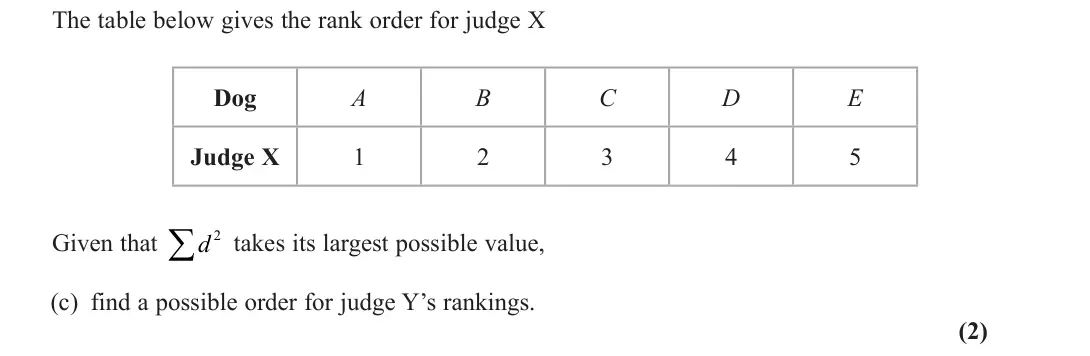 The table below gives the rank order for judge X
Dog A B C D E
Judge X 1 2 3 4 5
Given that ∑d² takes its largest possible value,
(c) find a possible order for judge Y’s rankings.
(2)